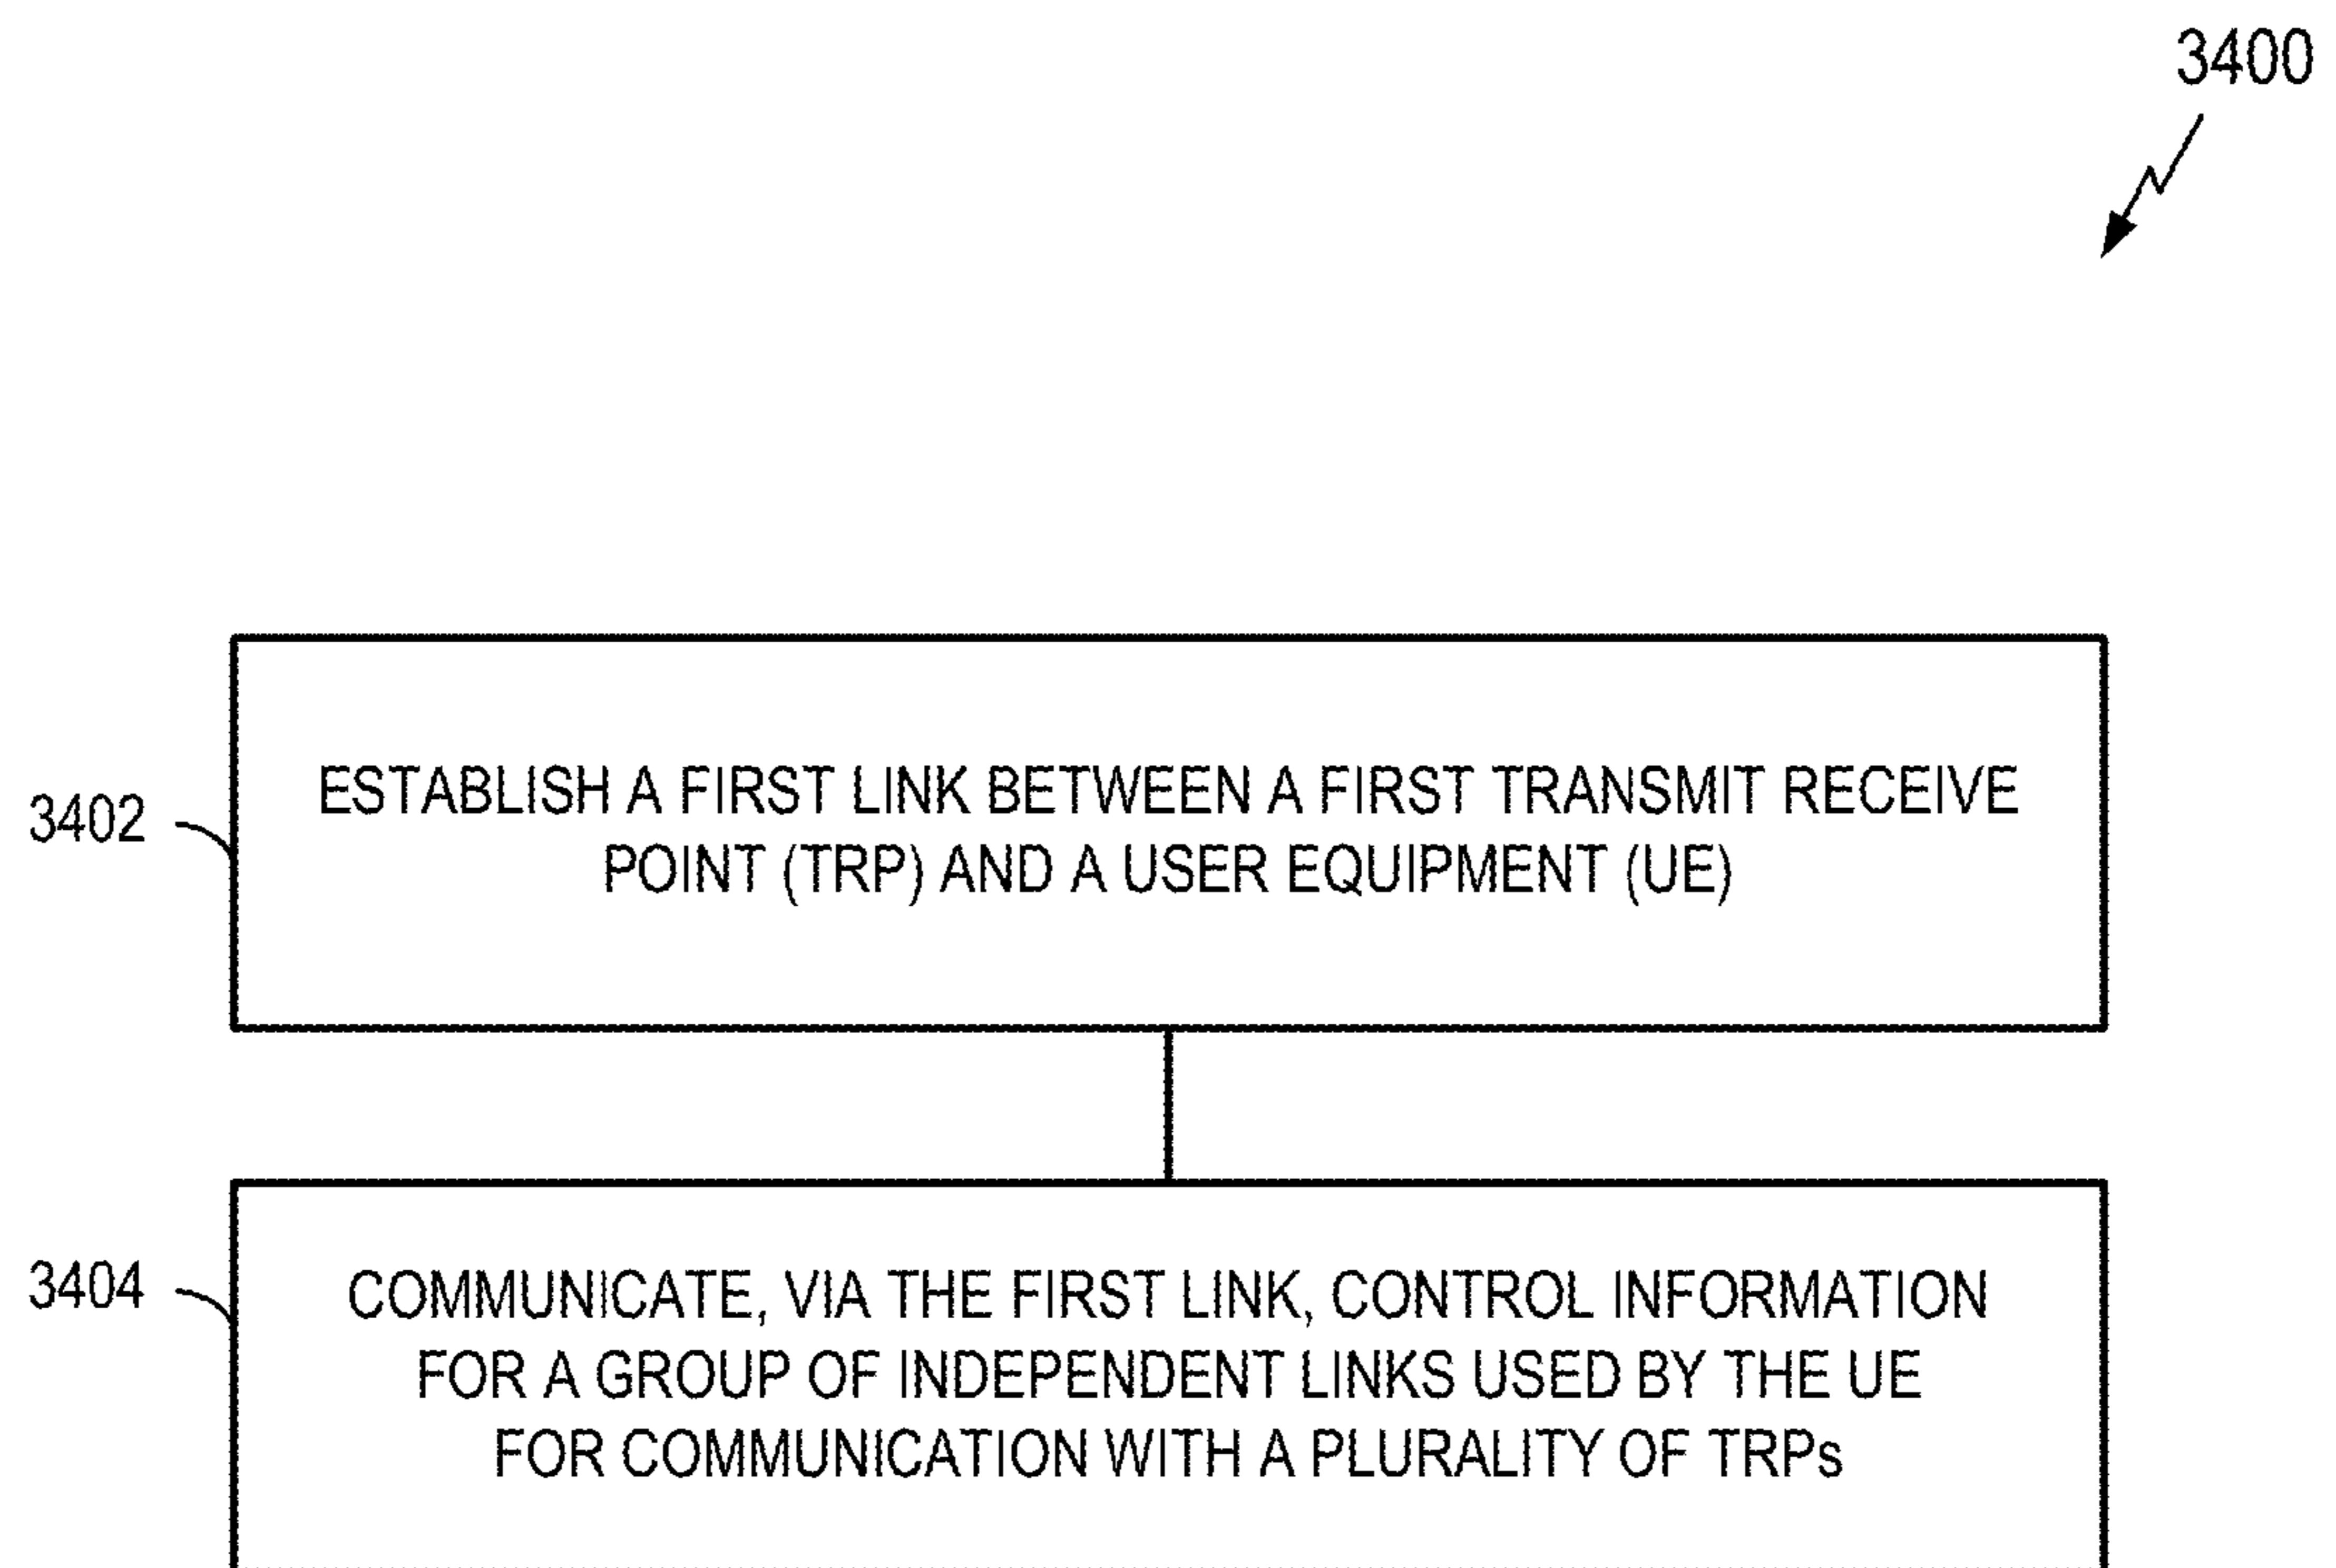 3400
3402
ESTABLISH A FIRST LINK BETWEEN A FIRST TRANSMIT RECEIVE
POINT (TRP) AND A USER EQUIPMENT (UE)
3404
COMMUNICATE, VIA THE FIRST LINK, CONTROL INFORMATION
FOR A GROUP OF INDEPENDENT LINKS USED BY THE UE
FOR COMMUNICATION WITH A PLURALITY OF TRPs